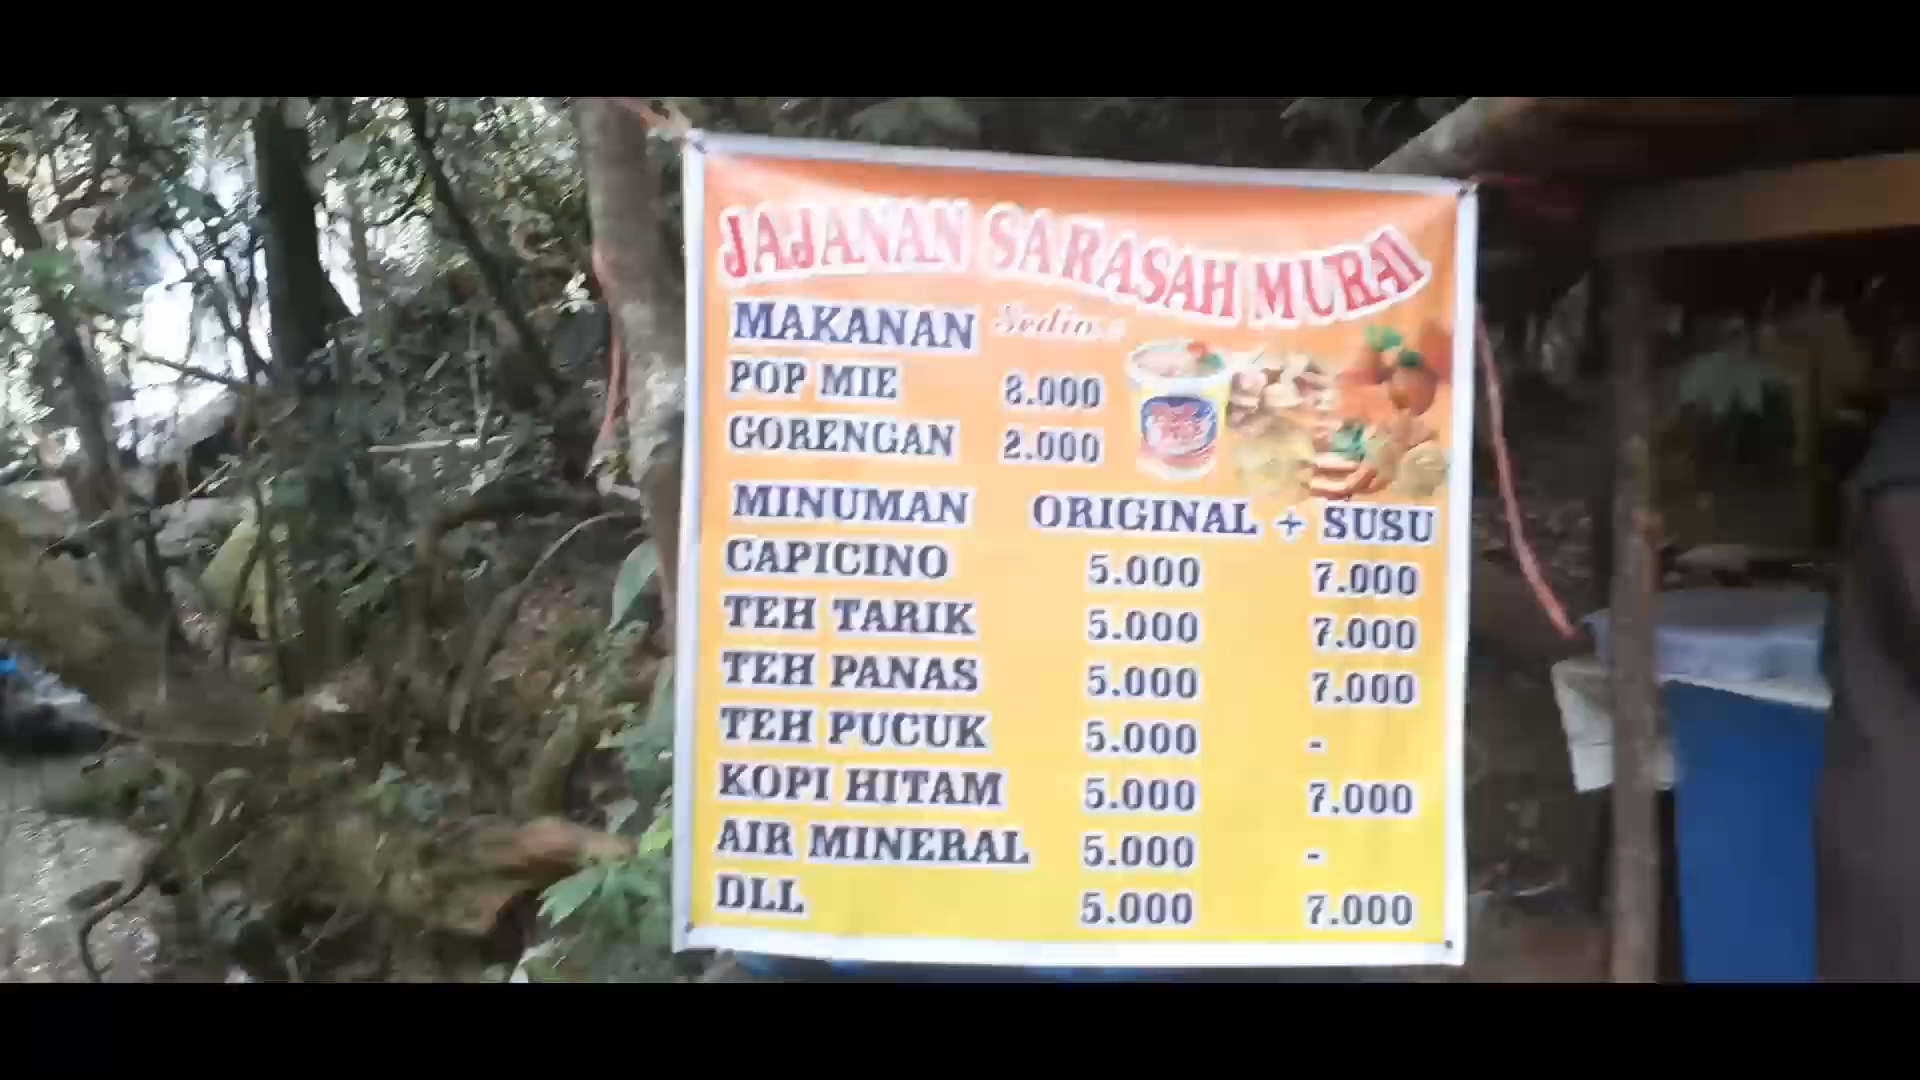 JAJANAN SARASAH MURAI
MAKANAN
POP MIE 8.000
GORENGAN 2.000
MINUMAN ORIGINAL + SUSU
CAPICINO 5.000 7.000
TEH TARIK 5.000 7.000
TEH PANAS 5.000 7.000
TEH PUCUK 5.000 -
KOPI HITAM 5.000 7.000
AIR MINERAL 5.000 -
DLL 5.000 7.000